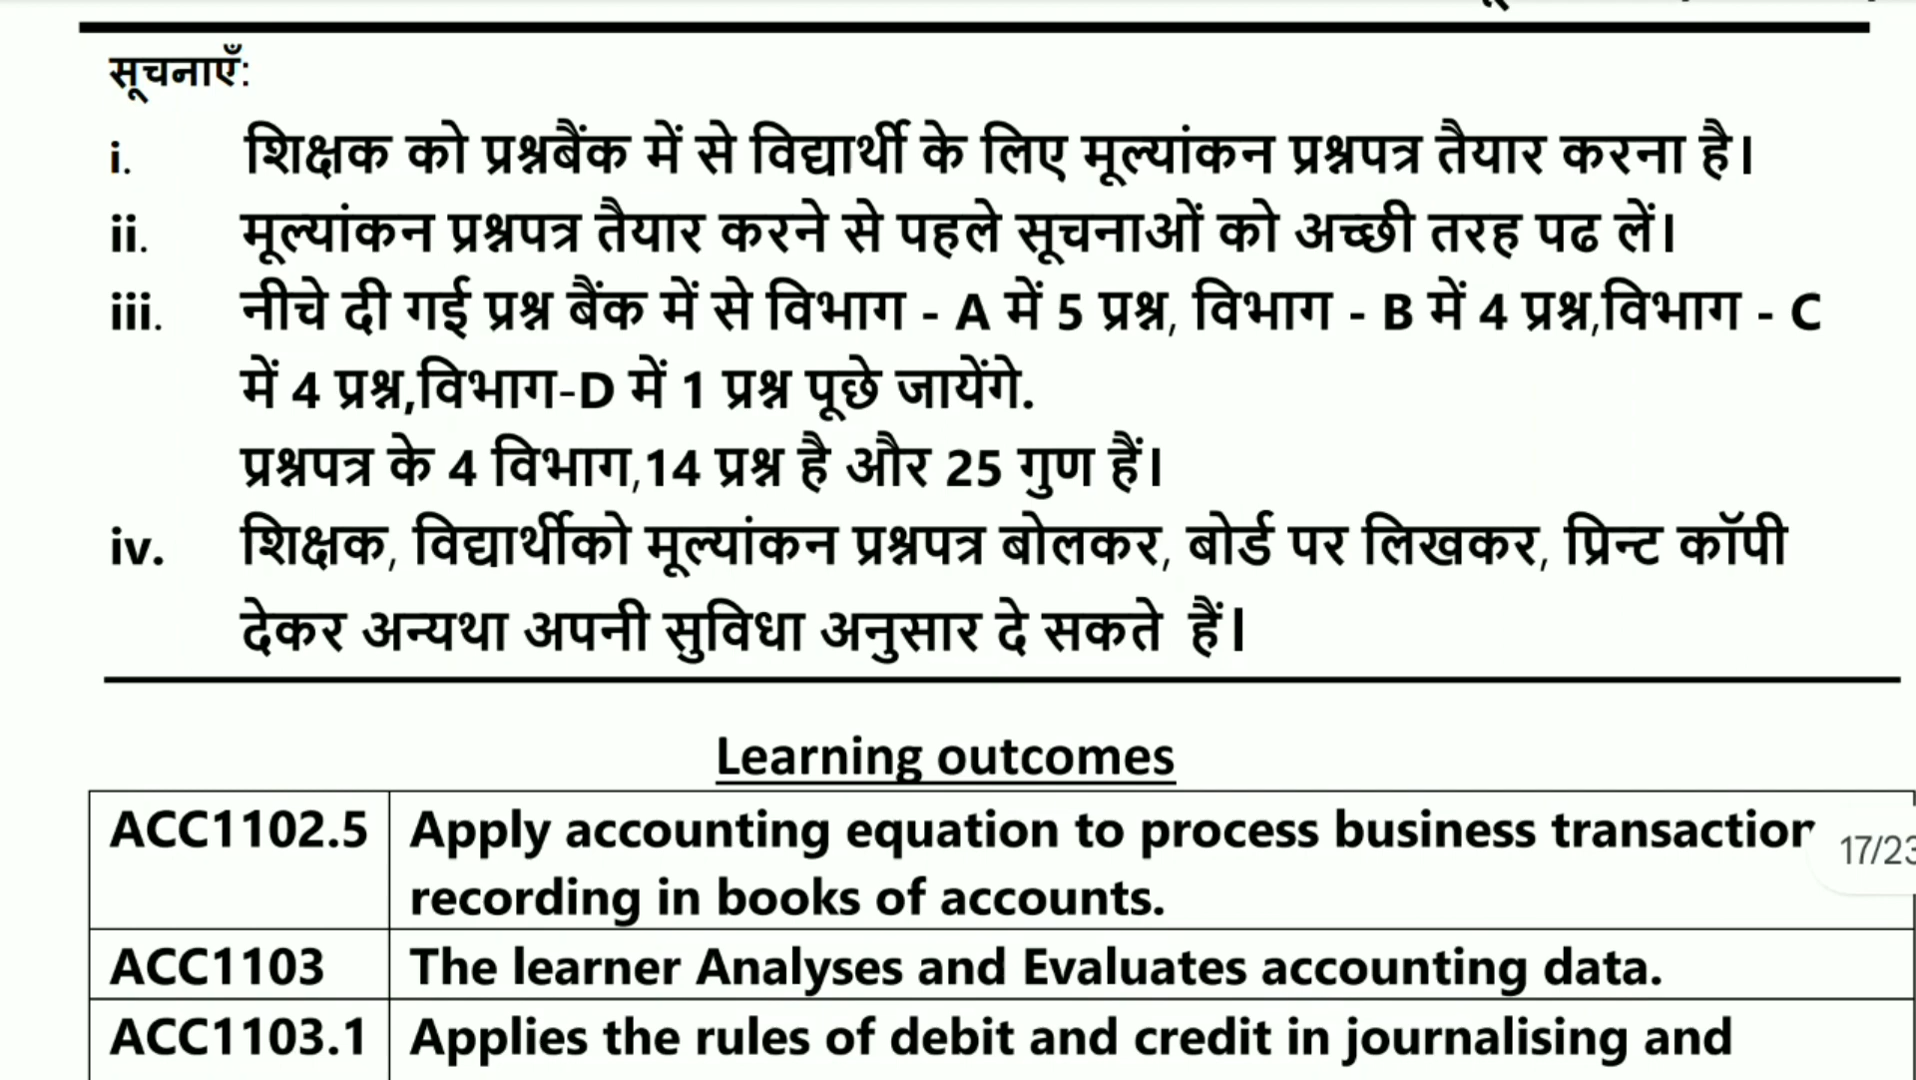 सूचनाएँ:
i. शिक्षक को प्रश्नबैंक में से विद्यार्थी के लिए मूल्यांकन प्रश्नपत्र तैयार करना है।
ii. मूल्यांकन प्रश्नपत्र तैयार करने से पहले सूचनाओं को अच्छी तरह पढ लें।
iii. नीचे दी गई प्रश्न बैंक में से विभाग - A में 5 प्रश्न, विभाग - B में 4 प्रश्न,विभाग - C
में 4 प्रश्न,विभाग-D में 1 प्रश्न पूछे जायेंगे.
प्रश्नपत्र के 4 विभाग,14 प्रश्न है और 25 गुण हैं।
iv. शिक्षक, विद्यार्थीको मूल्यांकन प्रश्नपत्र बोलकर, बोर्ड पर लिखकर, प्रिन्ट कॉपी
देकर अन्यथा अपनी सुविधा अनुसार दे सकते हैं।
Learning outcomes
ACC1102.5 Apply accounting equation to process business transaction
17/23
recording in books of accounts.
ACC1103 The learner Analyses and Evaluates accounting data.
ACC1103.1 Applies the rules of debit and credit in journalising and